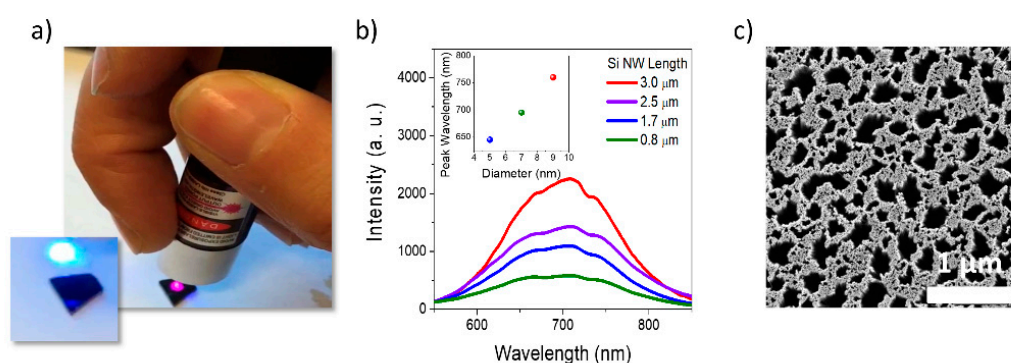 a)
b)
c)
Peak Wavelength (nm)
800
750
700
650
4 5 6 7 8 9 10
Diameter (nm)
Si NW Length
3.0 μm
2.5 μm
1.7 μm
0.8 μm
Intensity (a. u.)
4000
3000
2000
1000
0
600 700 800
Wavelength (nm)
1 μm